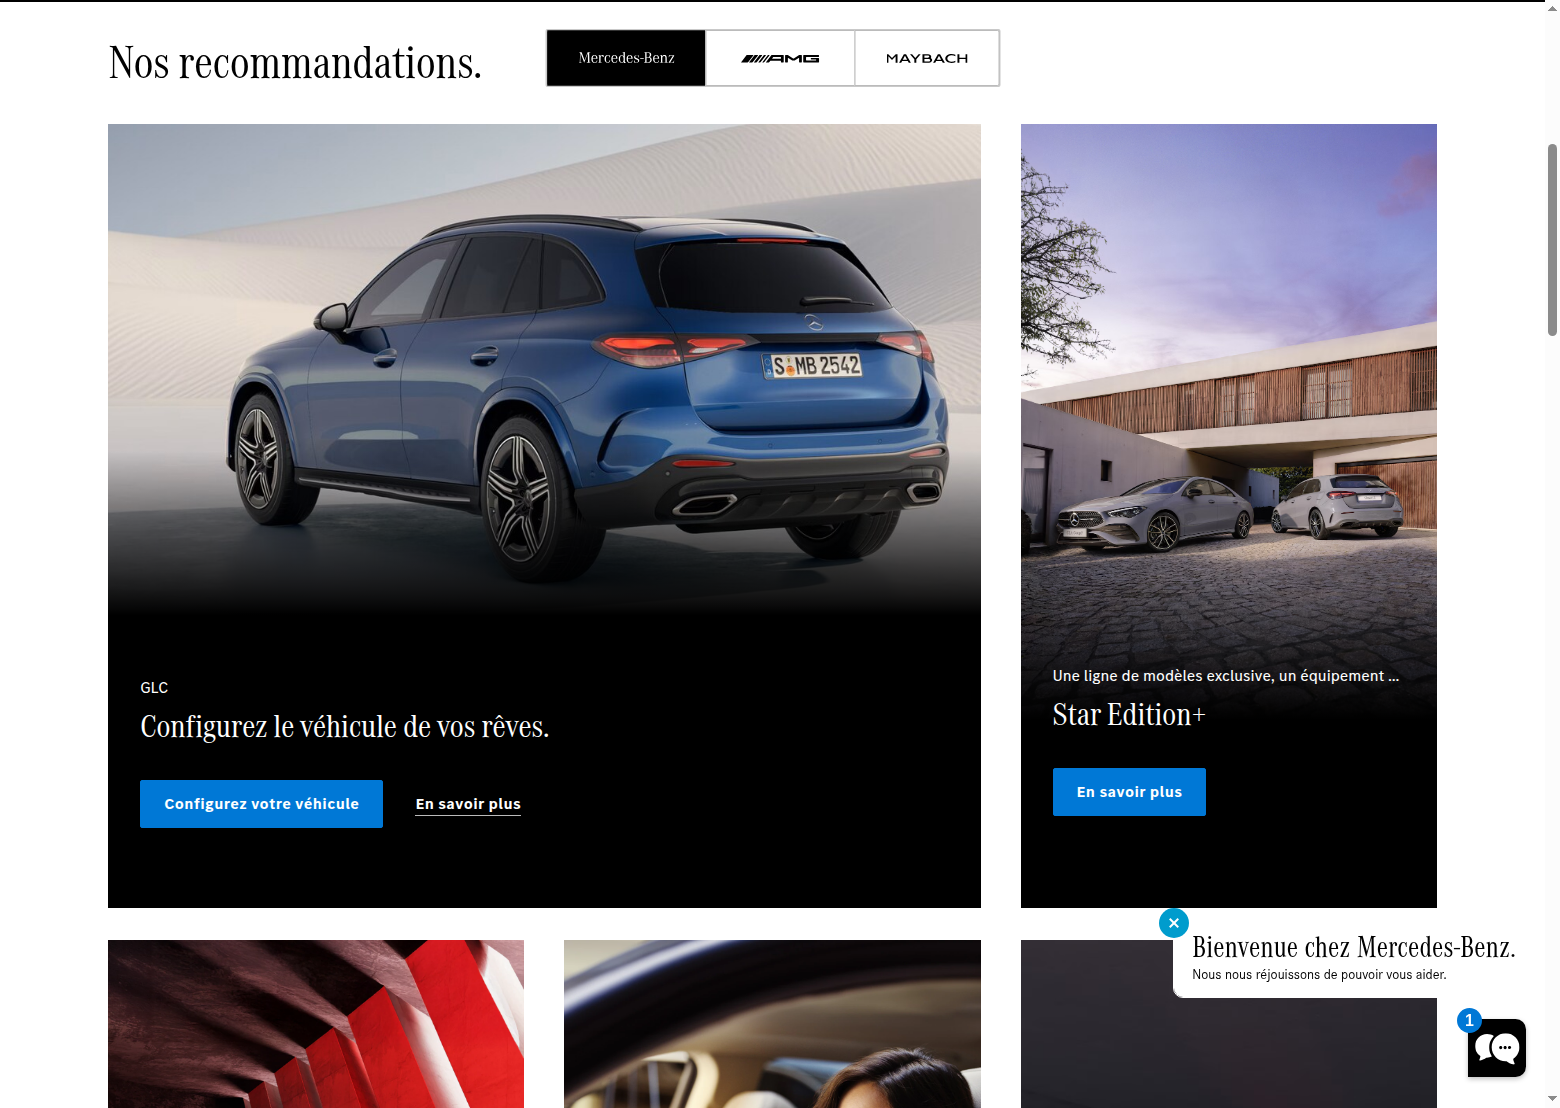 Nos recommandations.
Mercedes-Benz
AMG
MAYBACH
S MB 2542
GLC
Configurez le véhicule de vos rêves.
Configurez votre véhicule
En savoir plus
Une ligne de modèles exclusive, un équipement ...
Star Edition+
En savoir plus
Bienvenue chez Mercedes-Benz.
Nous nous réjouissons de pouvoir vous aider.
1